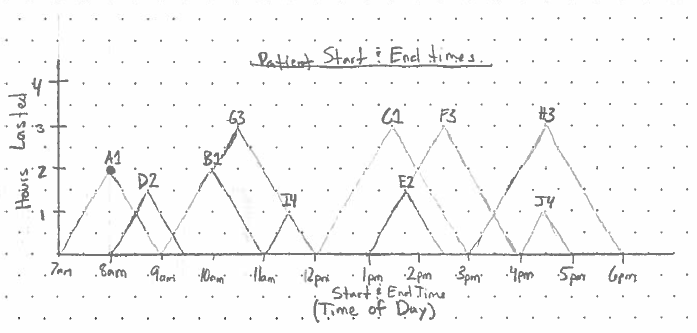 Patient Start & End times.
Hours Lasted
4
3
2
1
A1
D2
B1
G3
I4
C1
E2
F3
H3
J4
7am 8am 9am 10am 11am 12pm 1pm 2pm 3pm 4pm 5pm 6pm
Start & End Time
(Time of Day)